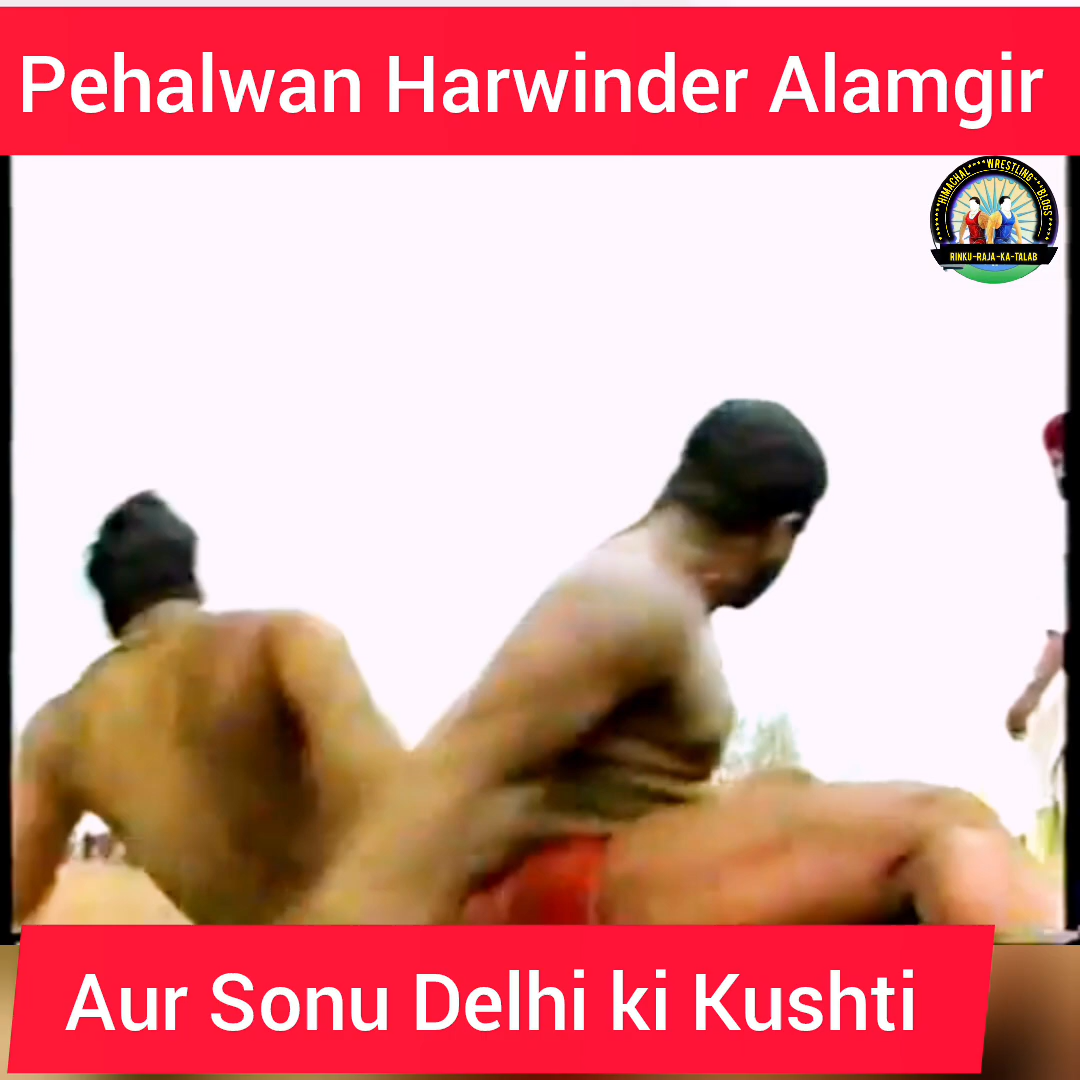 Pehalwan Harwinder Alamgir
****HIMACHAL****WRESTLING***BLOGS****
RINKU-RAJA-KA-TALAB
Aur Sonu Delhi ki Kushti